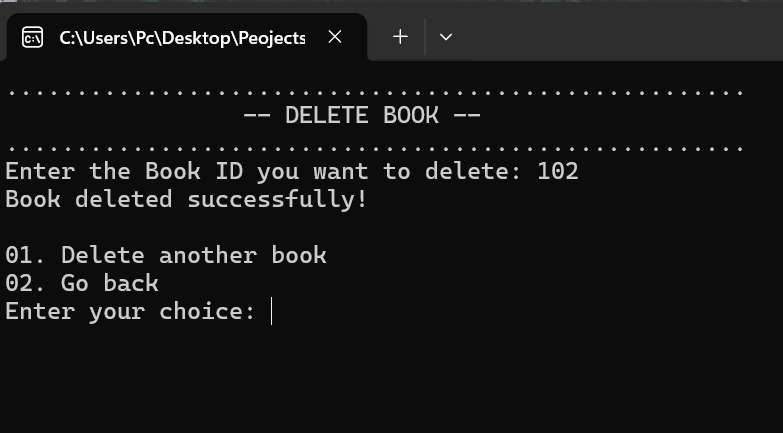 C:\Users\Pc\Desktop\Peojects
.....................................................
-- DELETE BOOK --
.....................................................
Enter the Book ID you want to delete: 102
Book deleted successfully!
01. Delete another book
02. Go back
Enter your choice: